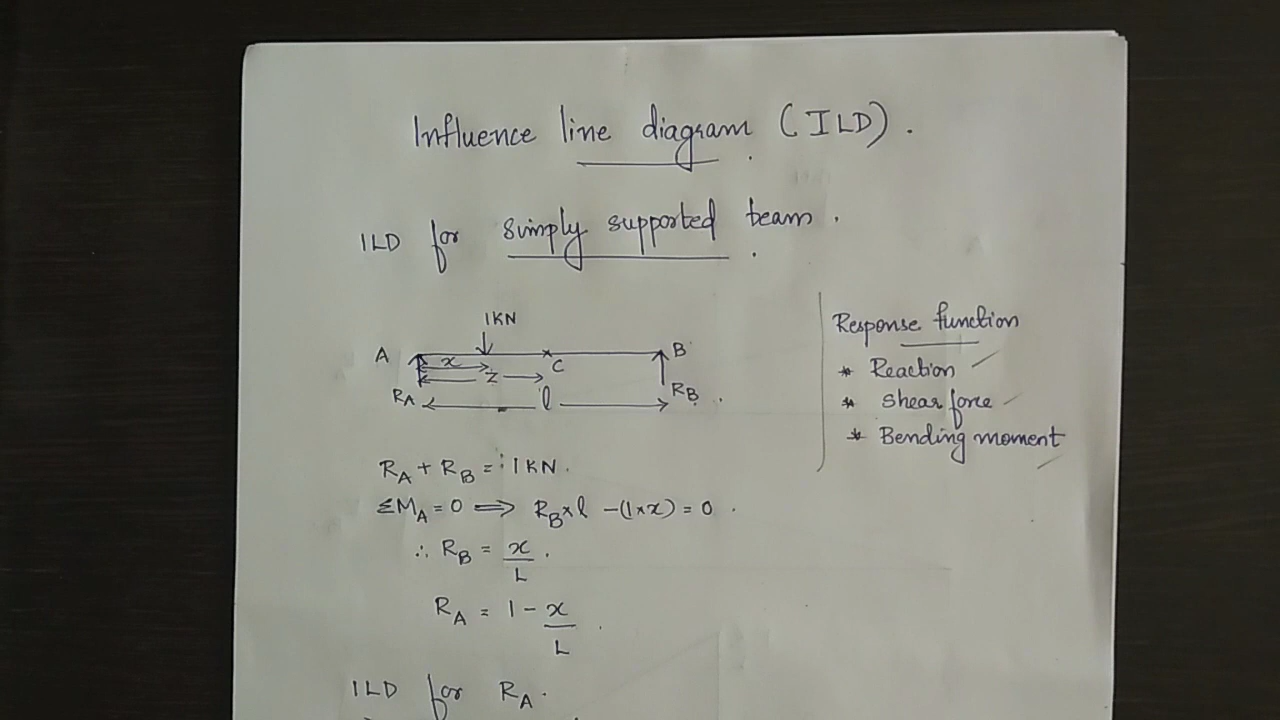 Influence line diagram (ILD).
ILD for simply supported beam.
1KN
A x C B
z
RA l RB
Response function
* Reaction
* Shear force
* Bending moment
RA + RB = 1KN.
ΣMA = 0 ⟹ RB×l -(1×x) = 0.
∴ RB = x/L.
RA = 1 - x/L.
ILD for RA.